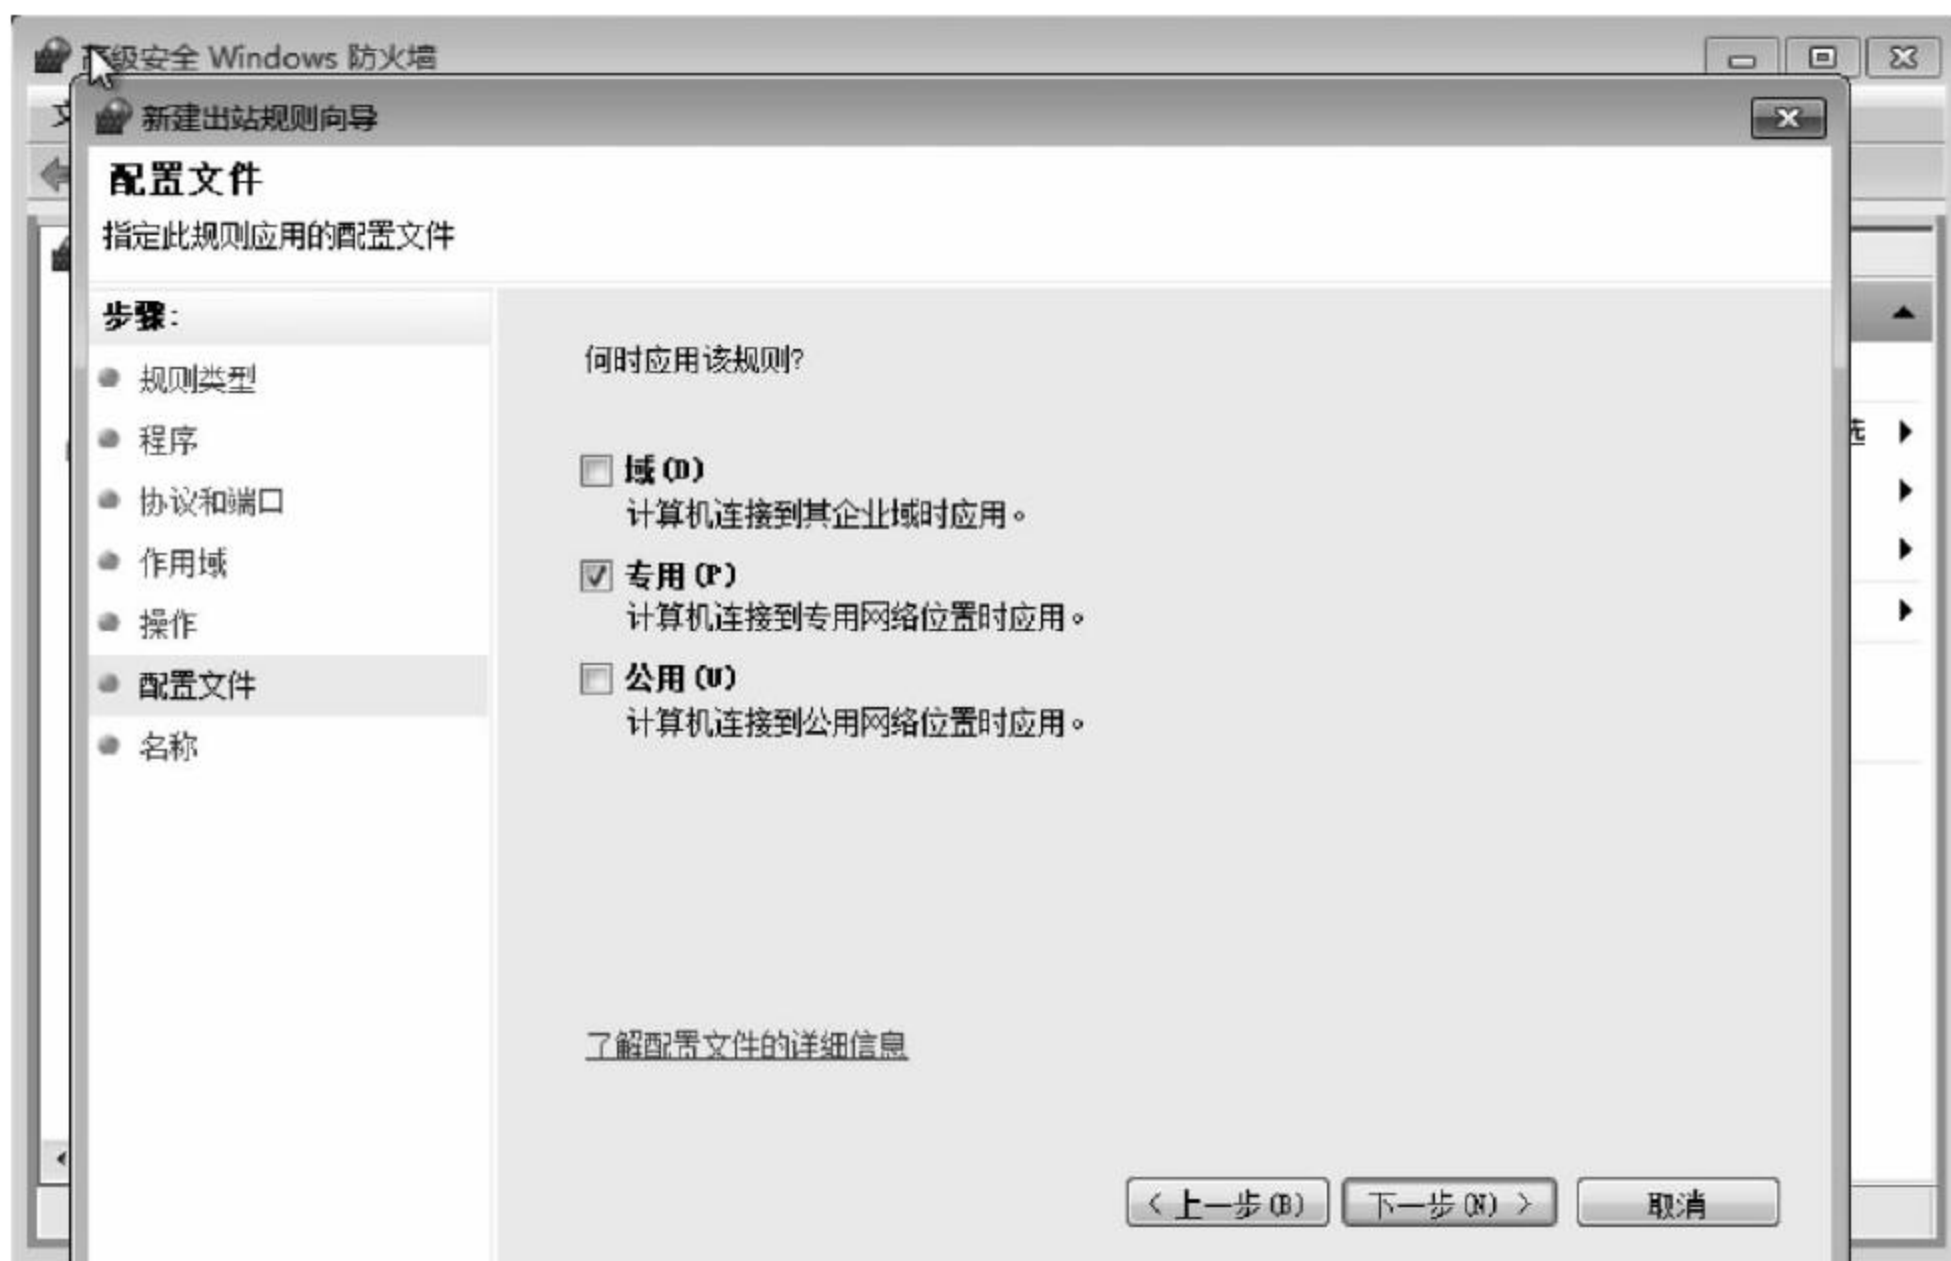 高级安全 Windows 防火墙
新建出站规则向导
配置文件
指定此规则应用的配置文件
步骤:
规则类型
程序
协议和端口
作用域
操作
配置文件
名称
何时应用该规则?
域(D)
计算机连接到其企业域时应用。
专用(P)
计算机连接到专用网络位置时应用。
公用(U)
计算机连接到公用网络位置时应用。
了解配置文件的详细信息
< 上一步(B)
下一步(N) >
取消